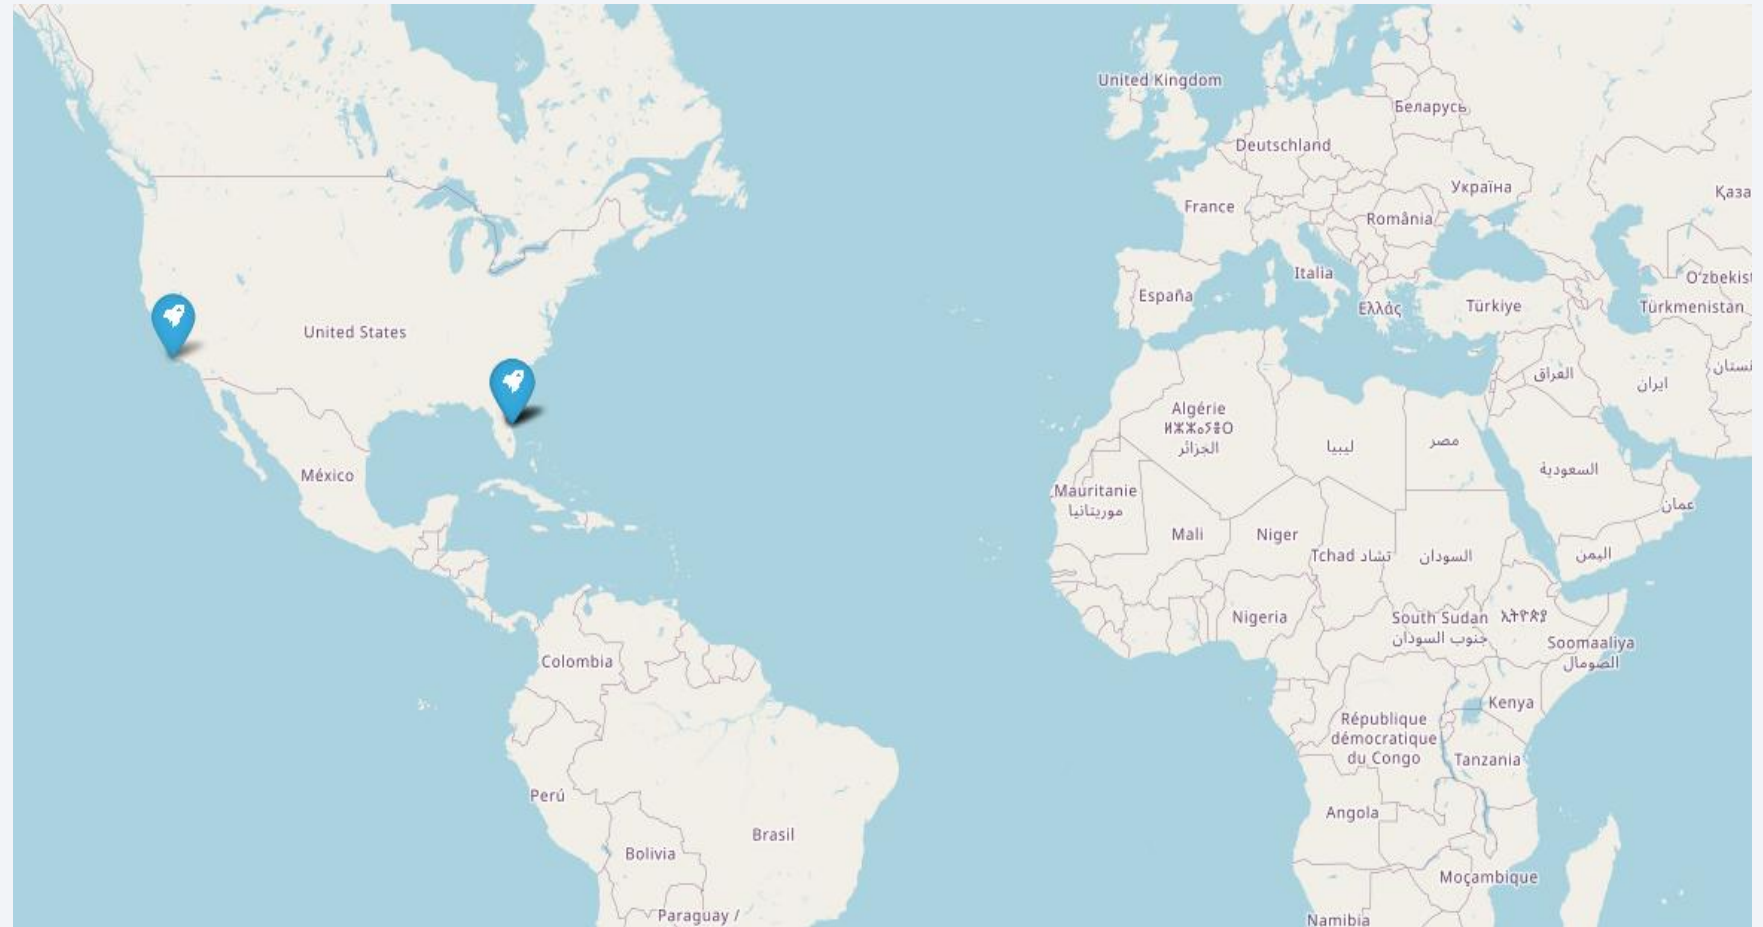 United Kingdom
Беларусь
Deutschland
Україна
Қаза
France
România
Italia
O'zbekist
España
Ελλάς
Türkiye
Türkmenistan
United States
العراق
ایران
نستان
Algérie
ⵍⵣⵣⴰⵢⴻⵔ
الجزائر
ليبيا
مصر
México
السعودية
Mauritanie
موريتانيا
عمان
Mali
Niger
Tchad تشاد
السودان
اليمن
Nigeria
South Sudan
جنوب السودان
Soomaaliya
الصومال
Colombia
Kenya
République
démocratique
du Congo
Tanzania
Perú
Angola
Brasil
Bolivia
Moçambique
Paraguay /
Namibia